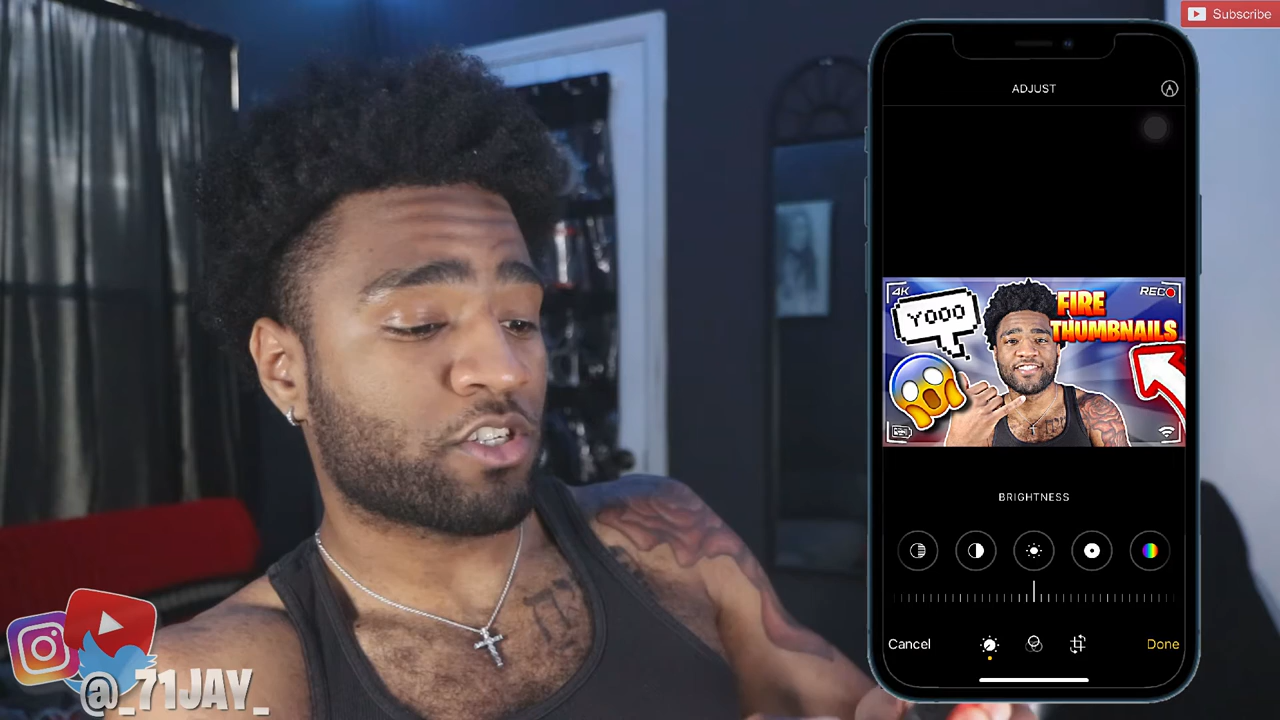 Subscribe
ADJUST
4K
REC
YOOO
FIRE
THUMBNAILS
BRIGHTNESS
Cancel
Done
@_71JAY_